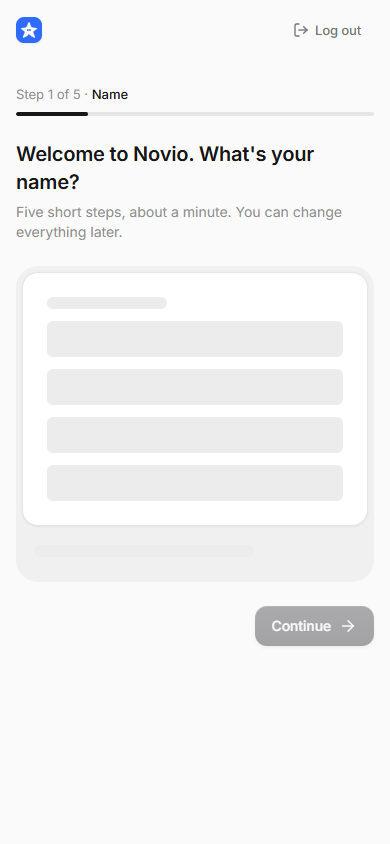 Log out
Step 1 of 5 · Name
Welcome to Novio. What's your
name?
Five short steps, about a minute. You can change
everything later.
Continue